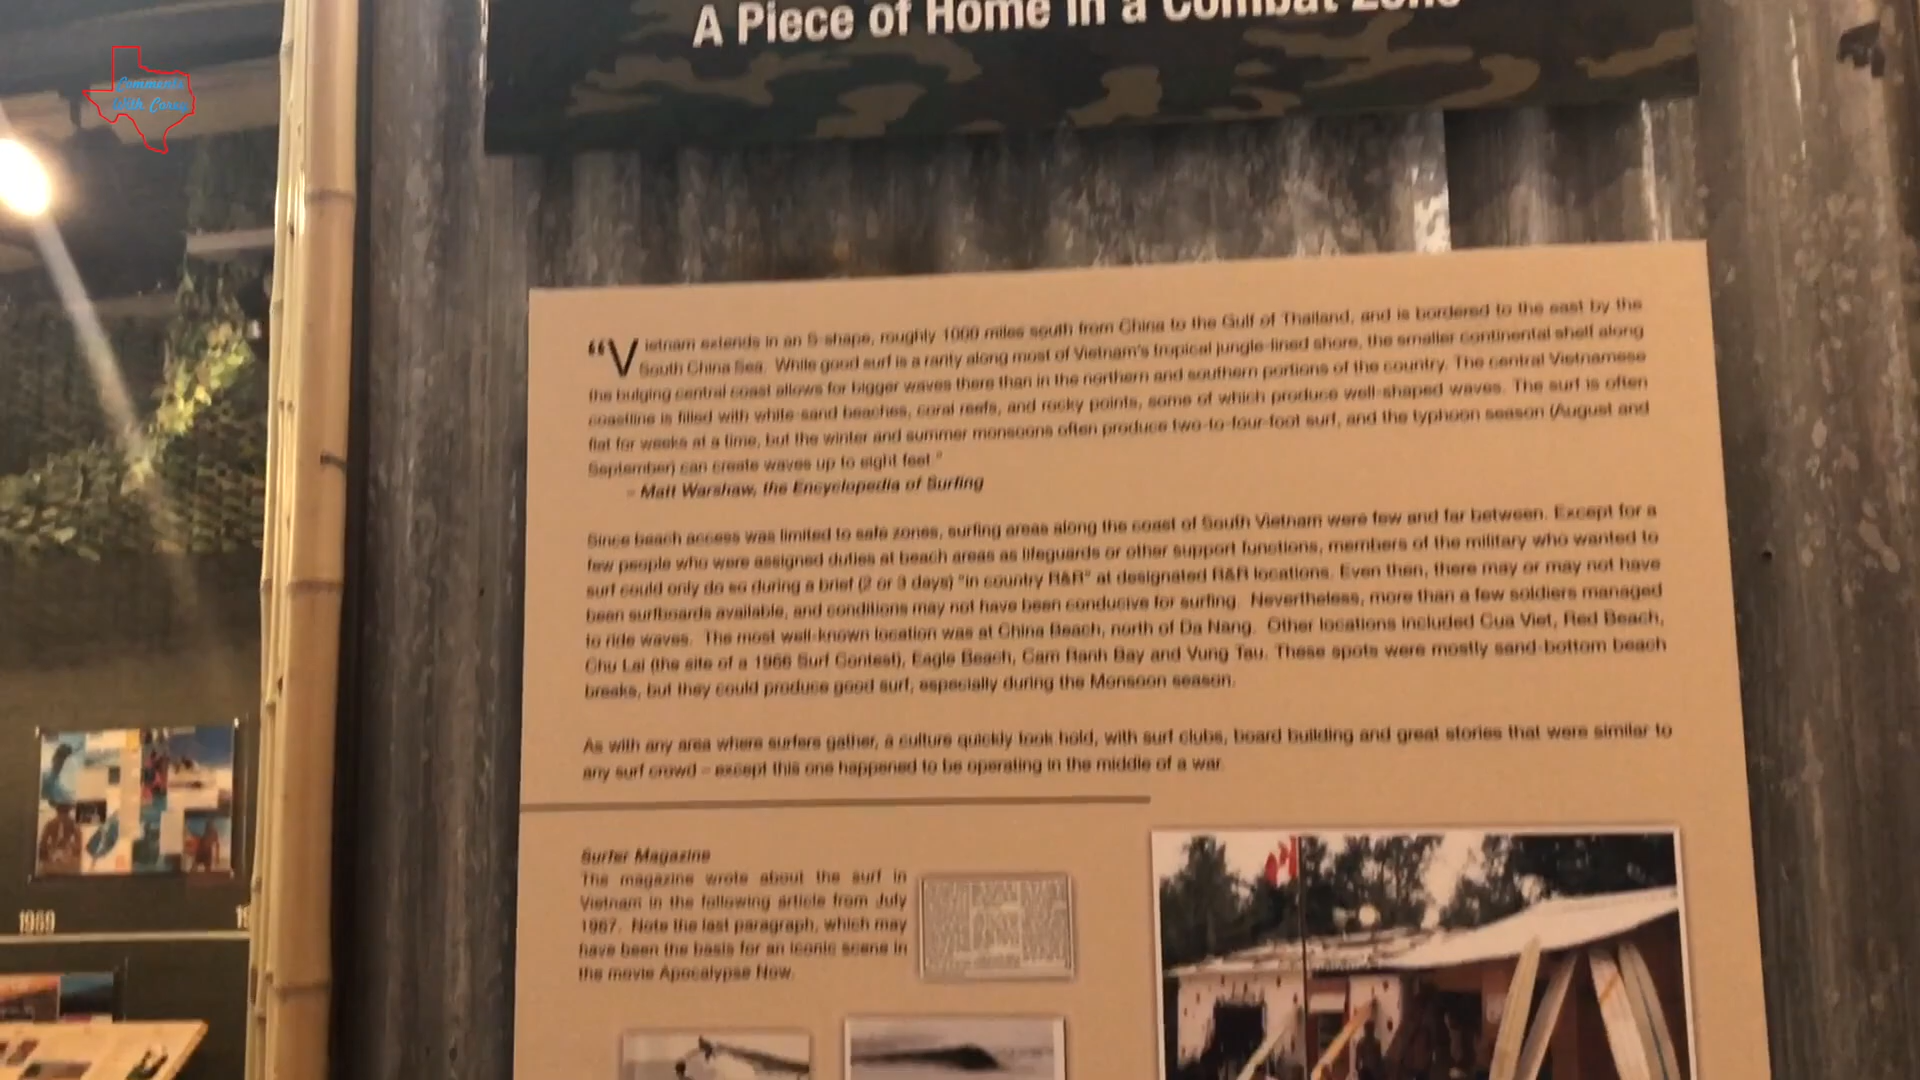 A Piece of Home in a Combat Zone
Comments
With Corey
"Vietnam extends in an S-shape, roughly 1000 miles south from China to the Gulf of Thailand, and is bordered to the east by the
South China Sea. While good surf is a rarity along most of Vietnam's tropical jungle-lined shore, the smaller continental shelf along
the bulging central coast allows for bigger waves there than in the northern and southern portions of the country. The central Vietnamese
coastline is filled with white-sand beaches, coral reefs, and rocky points, some of which produce well-shaped waves. The surf is often
flat for weeks at a time, but the winter and summer monsoons often produce two-to-four-foot surf, and the typhoon season (August and
September) can create waves up to eight feet."
– Matt Warshaw, the Encyclopedia of Surfing
Since beach access was limited to safe zones, surfing areas along the coast of South Vietnam were few and far between. Except for a
few people who were assigned duties at beach areas as lifeguards or other support functions, members of the military who wanted to
surf could only do so during a brief (2 or 3 days) "in country R&R" at designated R&R locations. Even then, there may or may not have
been surfboards available, and conditions may not have been conducive for surfing. Nevertheless, more than a few soldiers managed
to ride waves. The most well-known location was at China Beach, north of Da Nang. Other locations included Cua Viet, Red Beach,
Chu Lai (the site of a 1966 Surf Contest), Eagle Beach, Cam Ranh Bay and Vung Tau. These spots were mostly sand-bottom beach
breaks, but they could produce good surf, especially during the Monsoon season.
As with any area where surfers gather, a culture quickly took hold, with surf clubs, board building and great stories that were similar to
any surf crowd – except this one happened to be operating in the middle of a war.
Surfer Magazine
The magazine wrote about the surf in
Vietnam in the following article from July
1967. Note the last paragraph, which may
have been the basis for an iconic scene in
the movie Apocalypse Now.
1969